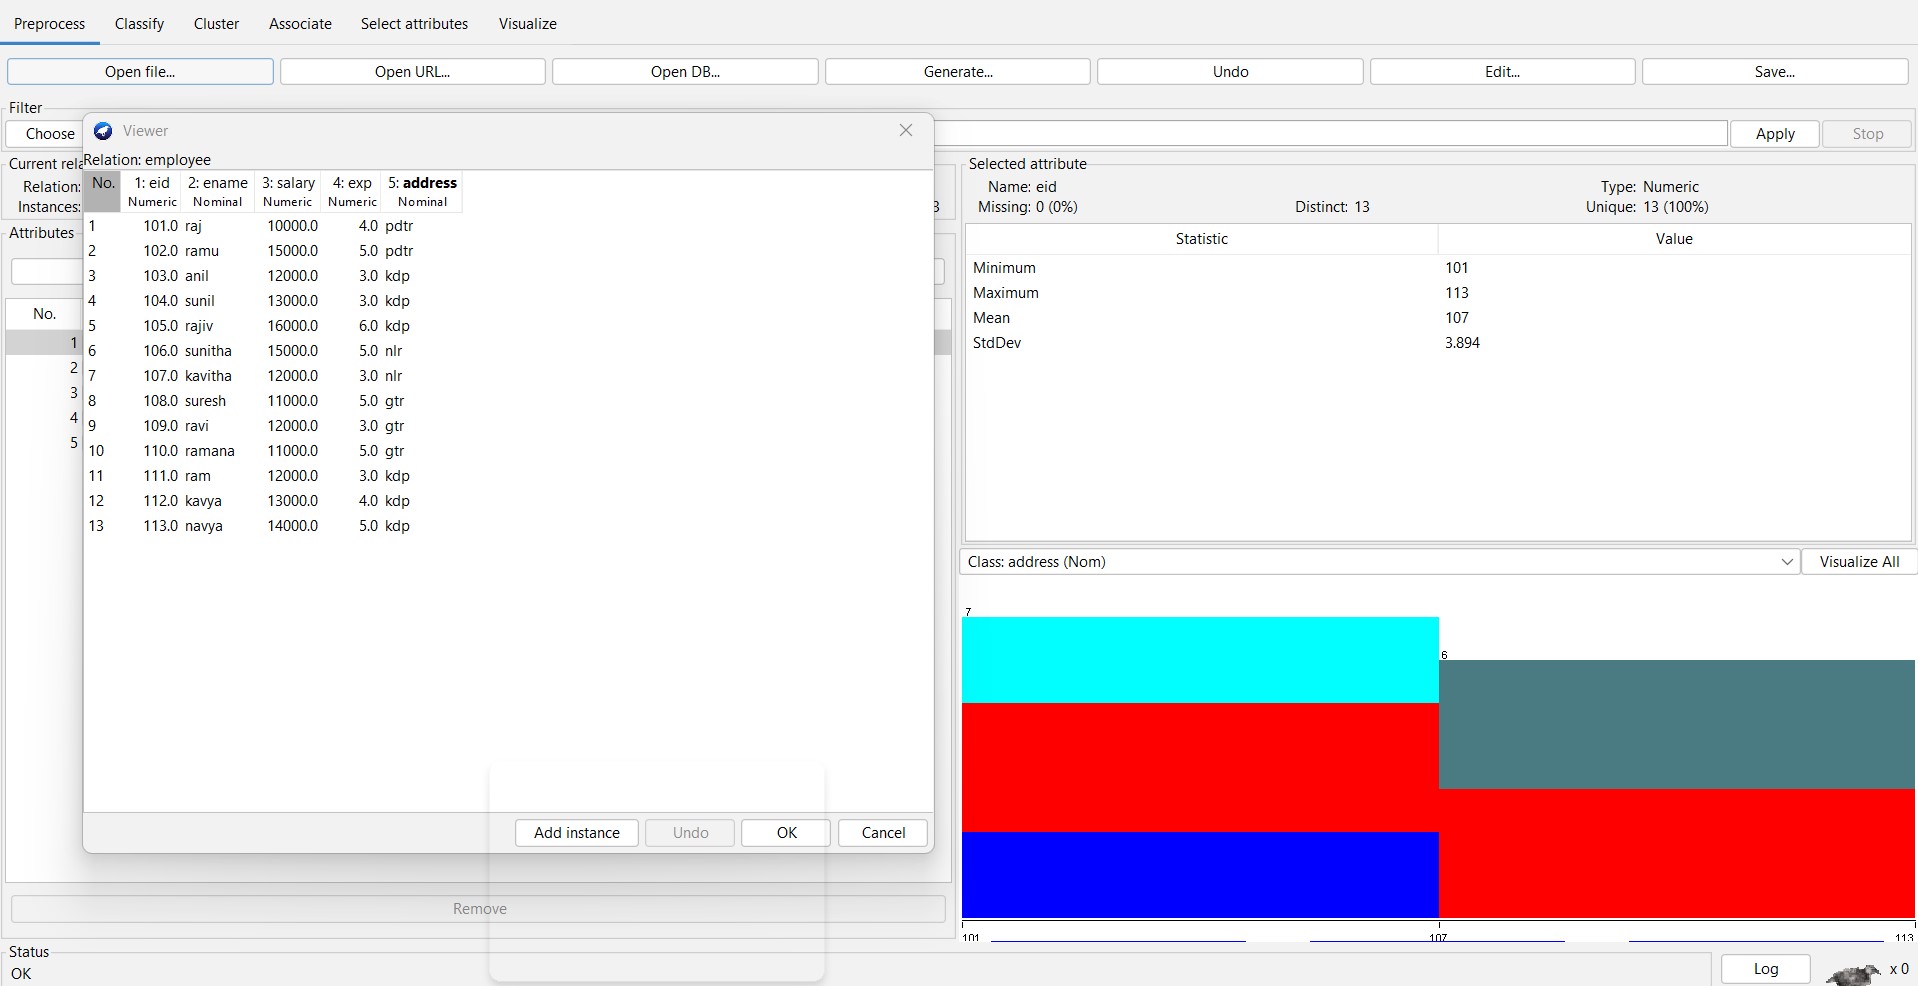 Preprocess Classify Cluster Associate Select attributes Visualize
Open file... Open URL... Open DB... Generate... Undo Edit... Save...
Filter
Choose Apply Stop
Viewer
Relation: employee
No. 1: eid 2: ename 3: salary 4: exp 5: address
Numeric Nominal Numeric Numeric Nominal
1 101.0 raj 10000.0 4.0 pdtr
2 102.0 ramu 15000.0 5.0 pdtr
3 103.0 anil 12000.0 3.0 kdp
4 104.0 sunil 13000.0 3.0 kdp
5 105.0 rajiv 16000.0 6.0 kdp
6 106.0 sunitha 15000.0 5.0 nlr
7 107.0 kavitha 12000.0 3.0 nlr
8 108.0 suresh 11000.0 5.0 gtr
9 109.0 ravi 12000.0 3.0 gtr
10 110.0 ramana 11000.0 5.0 gtr
11 111.0 ram 12000.0 3.0 kdp
12 112.0 kavya 13000.0 4.0 kdp
13 113.0 navya 14000.0 5.0 kdp
Add instance Undo OK Cancel
Current rela
Relation:
Instances: 3
Attributes
No.
1
2
3
4
5
Remove
Selected attribute
Name: eid Type: Numeric
Missing: 0 (0%) Distinct: 13 Unique: 13 (100%)
Statistic Value
Minimum 101
Maximum 113
Mean 107
StdDev 3.894
Class: address (Nom) Visualize All
7
6
101 107 113
Status
OK Log x 0